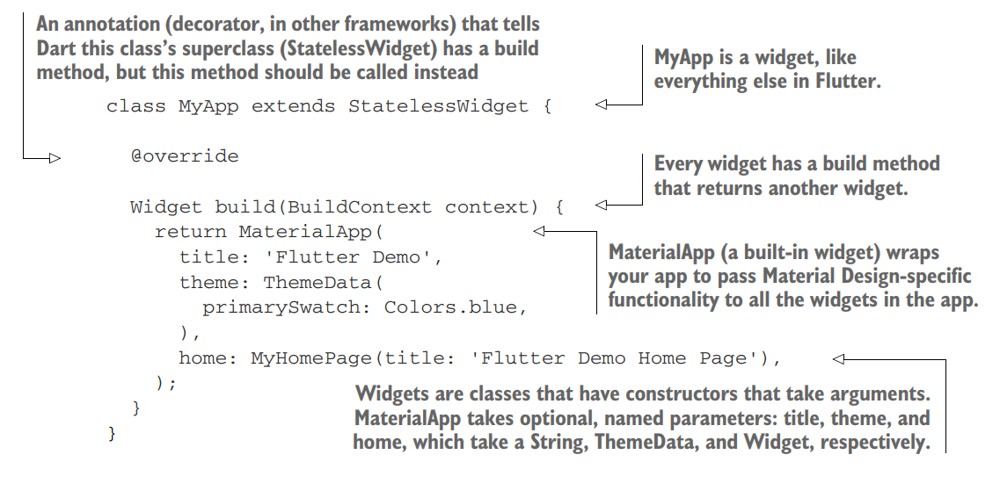 An annotation (decorator, in other frameworks) that tells
Dart this class's superclass (StatelessWidget) has a build
method, but this method should be called instead
MyApp is a widget, like
everything else in Flutter.
class MyApp extends StatelessWidget {
@override
Every widget has a build method
that returns another widget.
Widget build(BuildContext context) {
return MaterialApp(
MaterialApp (a built-in widget) wraps
your app to pass Material Design-specific
functionality to all the widgets in the app.
title: 'Flutter Demo',
theme: ThemeData(
primarySwatch: Colors.blue,
),
home: MyHomePage(title: 'Flutter Demo Home Page'),
);
Widgets are classes that have constructors that take arguments.
MaterialApp takes optional, named parameters: title, theme, and
home, which take a String, ThemeData, and Widget, respectively.
}
}